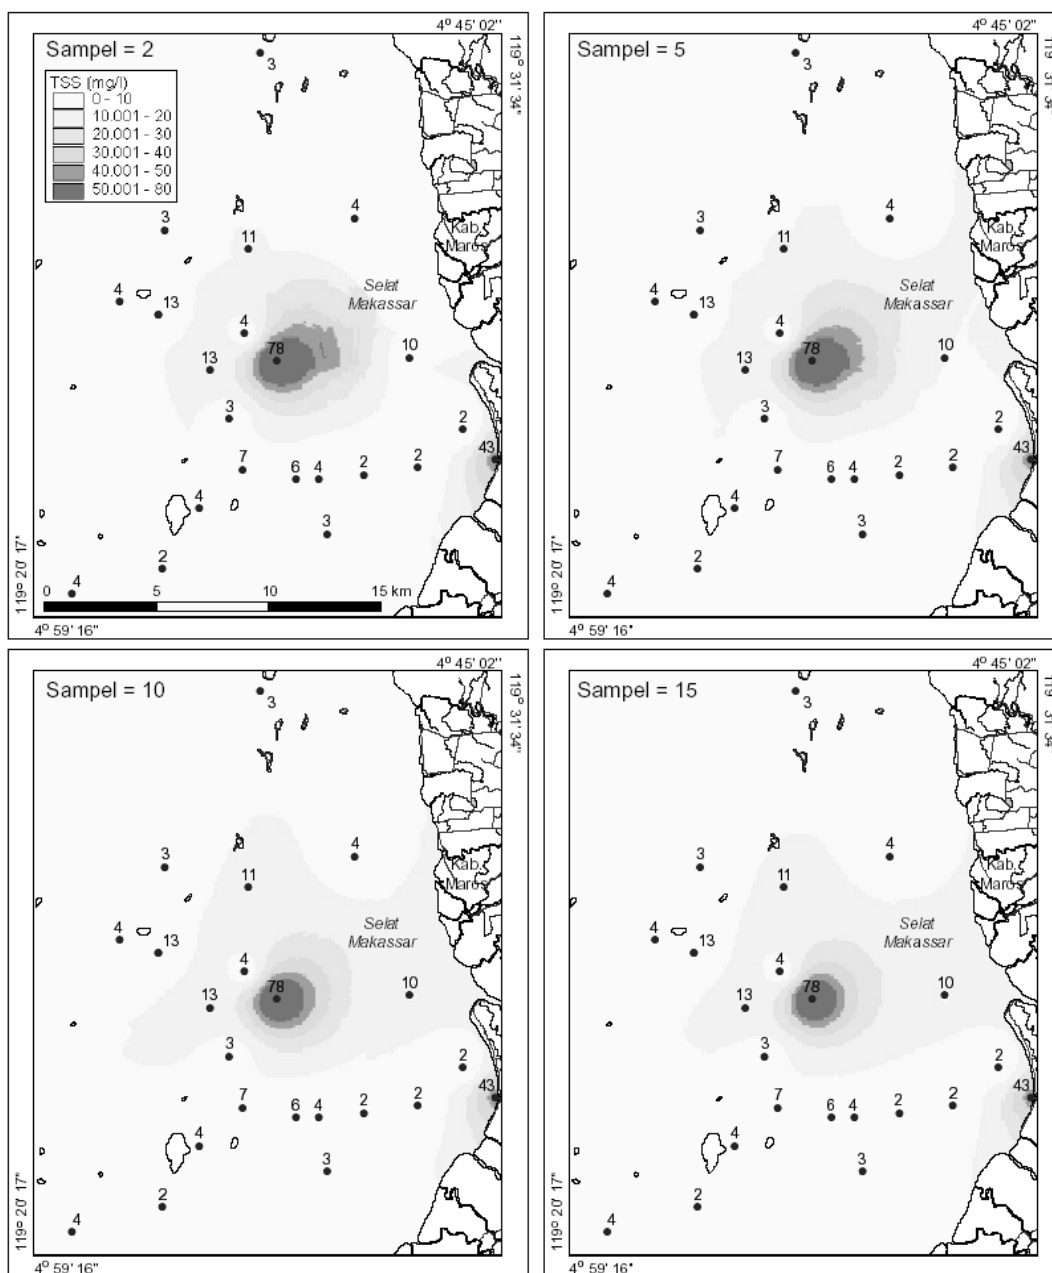 4° 45' 02"
119° 31' 34"
Sampel = 2
TSS (mg/l)
0 - 10
10.001 - 20
20.001 - 30
30.001 - 40
40.001 - 50
50.001 - 80
3
3
4
11
Kab.
Maros
Selat
Makassar
4
13
4
78
13
10
3
2
43
7
6
4
2
2
4
3
2
4
0
5
10
15 km
119° 20' 17"
4° 59' 16"
4° 45' 02"
119° 31' 34"
Sampel = 5
3
3
4
11
Kab.
Maros
Selat
Makassar
4
13
4
78
13
10
3
2
43
7
6
4
2
2
4
3
2
4
119° 20' 17"
4° 59' 16"
4° 45' 02"
119° 31' 34"
Sampel = 10
3
3
4
11
Kab.
Maros
Selat
Makassar
4
13
4
78
13
10
3
2
43
7
6
4
2
2
4
3
2
4
119° 20' 17"
4° 59' 16"
4° 45' 02"
119° 31' 34"
Sampel = 15
3
3
4
11
Kab.
Maros
Selat
Makassar
4
13
4
78
13
10
3
2
43
7
6
4
2
2
4
3
2
4
119° 20' 17"
4° 59' 16"